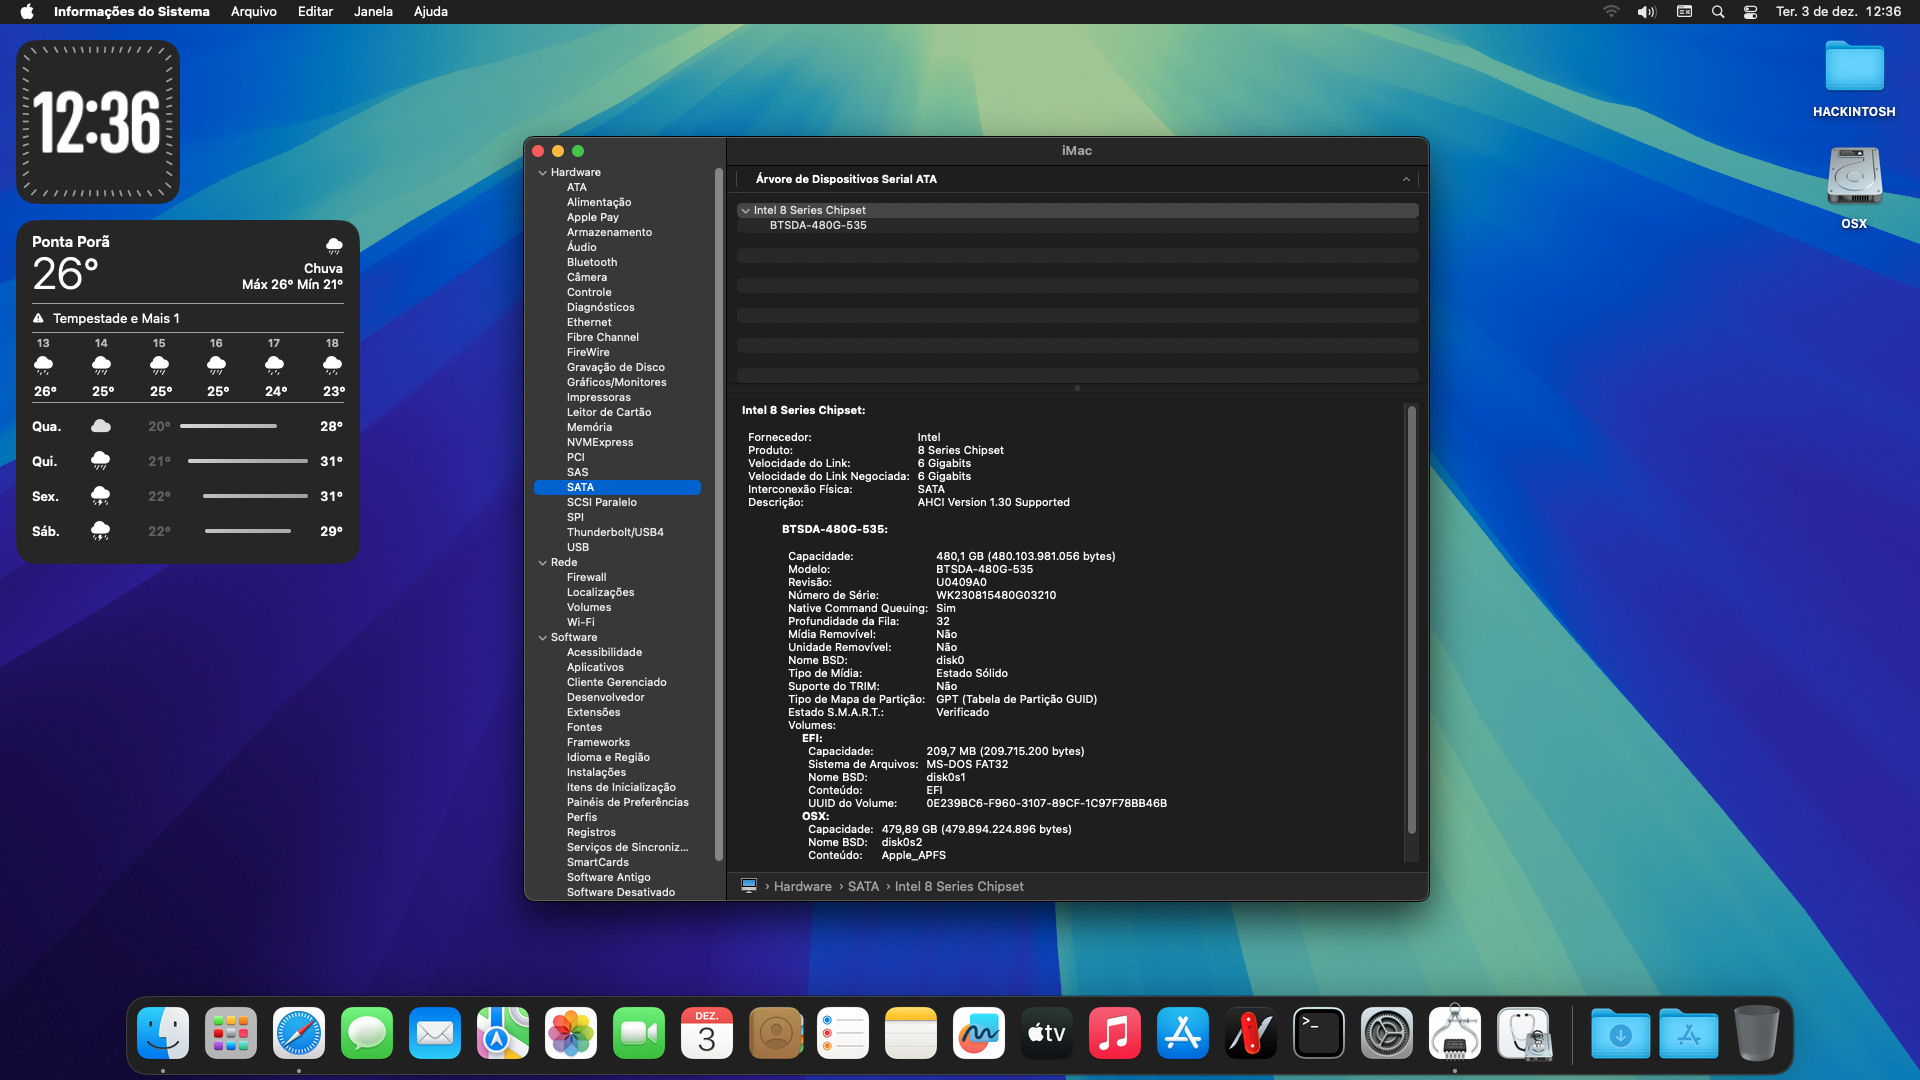 Informações do Sistema Arquivo Editar Janela Ajuda
Ter. 3 de dez. 12:36
12:36
Ponta Porã
26°
Chuva
Máx 26° Mín 21°
Tempestade e Mais 1
13 14 15 16 17 18
26° 25° 25° 25° 24° 23°
Qua. 20° 28°
Qui. 21° 31°
Sex. 22° 31°
Sáb. 22° 29°
HACKINTOSH
OSX
iMac
Hardware
ATA
Alimentação
Apple Pay
Armazenamento
Áudio
Bluetooth
Câmera
Controle
Diagnósticos
Ethernet
Fibre Channel
FireWire
Gravação de Disco
Gráficos/Monitores
Impressoras
Leitor de Cartão
Memória
NVMExpress
PCI
SAS
SATA
SCSI Paralelo
SPI
Thunderbolt/USB4
USB
Rede
Firewall
Localizações
Volumes
Wi-Fi
Software
Acessibilidade
Aplicativos
Cliente Gerenciado
Desenvolvedor
Extensões
Fontes
Frameworks
Idioma e Região
Instalações
Itens de Inicialização
Painéis de Preferências
Perfis
Registros
Serviços de Sincroniz...
SmartCards
Software Antigo
Software Desativado
Árvore de Dispositivos Serial ATA
Intel 8 Series Chipset
BTSDA-480G-535
Intel 8 Series Chipset:
Fornecedor: Intel
Produto: 8 Series Chipset
Velocidade do Link: 6 Gigabits
Velocidade do Link Negociada: 6 Gigabits
Interconexão Física: SATA
Descrição: AHCI Version 1.30 Supported
BTSDA-480G-535:
Capacidade: 480,1 GB (480.103.981.056 bytes)
Modelo: BTSDA-480G-535
Revisão: U0409A0
Número de Série: WK230815480G03210
Native Command Queuing: Sim
Profundidade da Fila: 32
Mídia Removível: Não
Unidade Removível: Não
Nome BSD: disk0
Tipo de Mídia: Estado Sólido
Suporte do TRIM: Não
Tipo de Mapa de Partição: GPT (Tabela de Partição GUID)
Estado S.M.A.R.T.: Verificado
Volumes:
EFI:
Capacidade: 209,7 MB (209.715.200 bytes)
Sistema de Arquivos: MS-DOS FAT32
Nome BSD: disk0s1
Conteúdo: EFI
UUID do Volume: 0E239BC6-F960-3107-89CF-1C97F78BB46B
OSX:
Capacidade: 479,89 GB (479.894.224.896 bytes)
Nome BSD: disk0s2
Conteúdo: Apple_APFS
› Hardware › SATA › Intel 8 Series Chipset
DEZ.
3
tv
>_